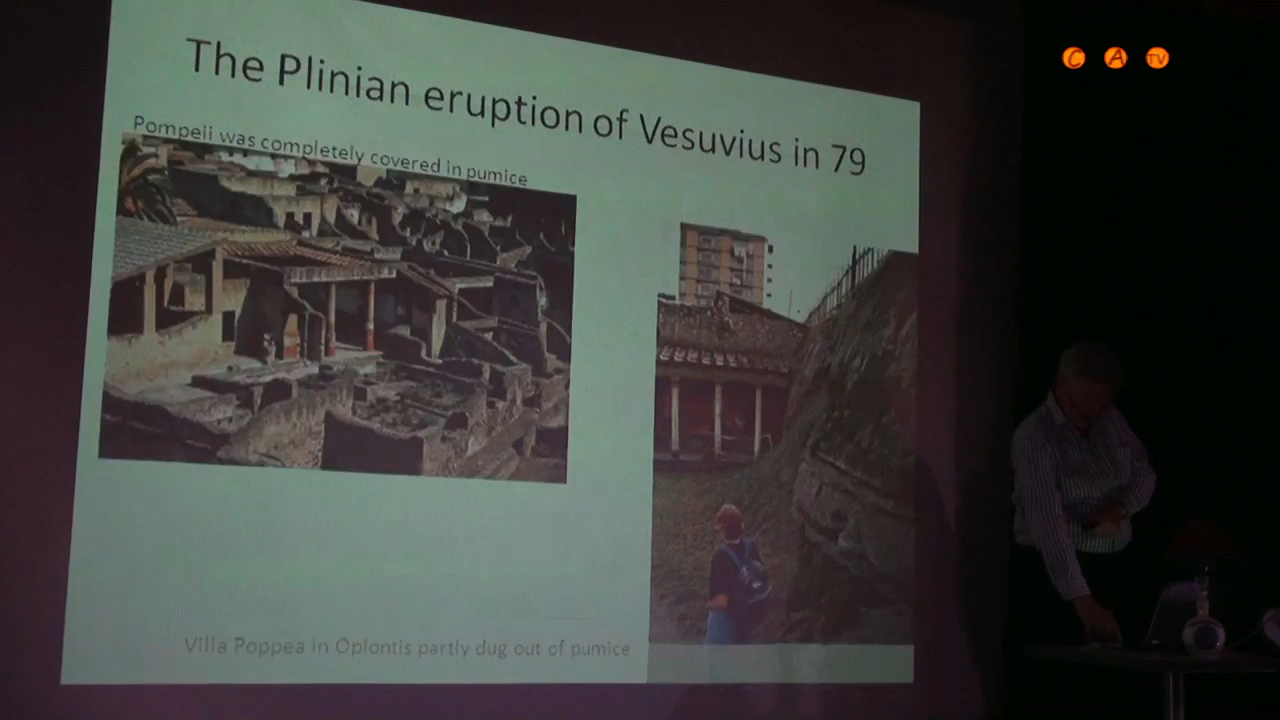 The Plinian eruption of Vesuvius in 79
Pompeii was completely covered in pumice
Villa Poppea in Oplontis partly dug out of pumice
C A TV